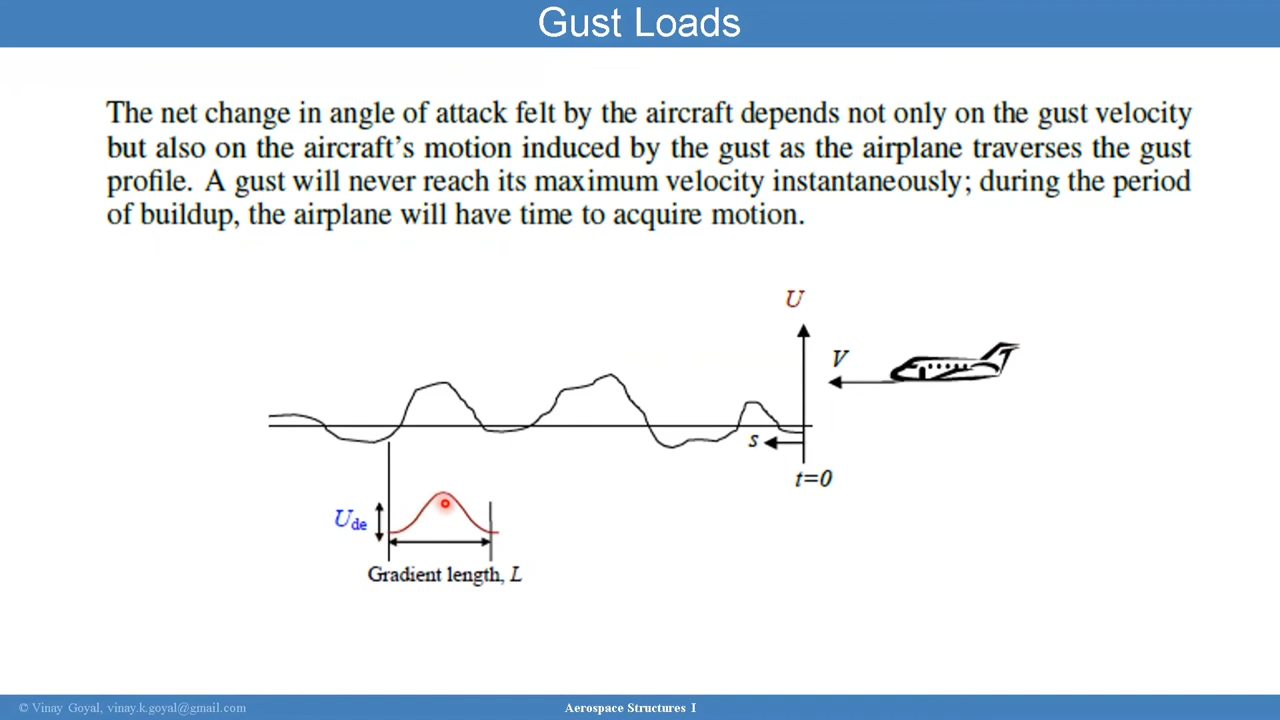 Gust Loads
The net change in angle of attack felt by the aircraft depends not only on the gust velocity
but also on the aircraft's motion induced by the gust as the airplane traverses the gust
profile. A gust will never reach its maximum velocity instantaneously; during the period
of buildup, the airplane will have time to acquire motion.
U
V
s
t=0
Ude
Gradient length, L
© Vinay Goyal, vinay.k.goyal@gmail.com
Aerospace Structures I